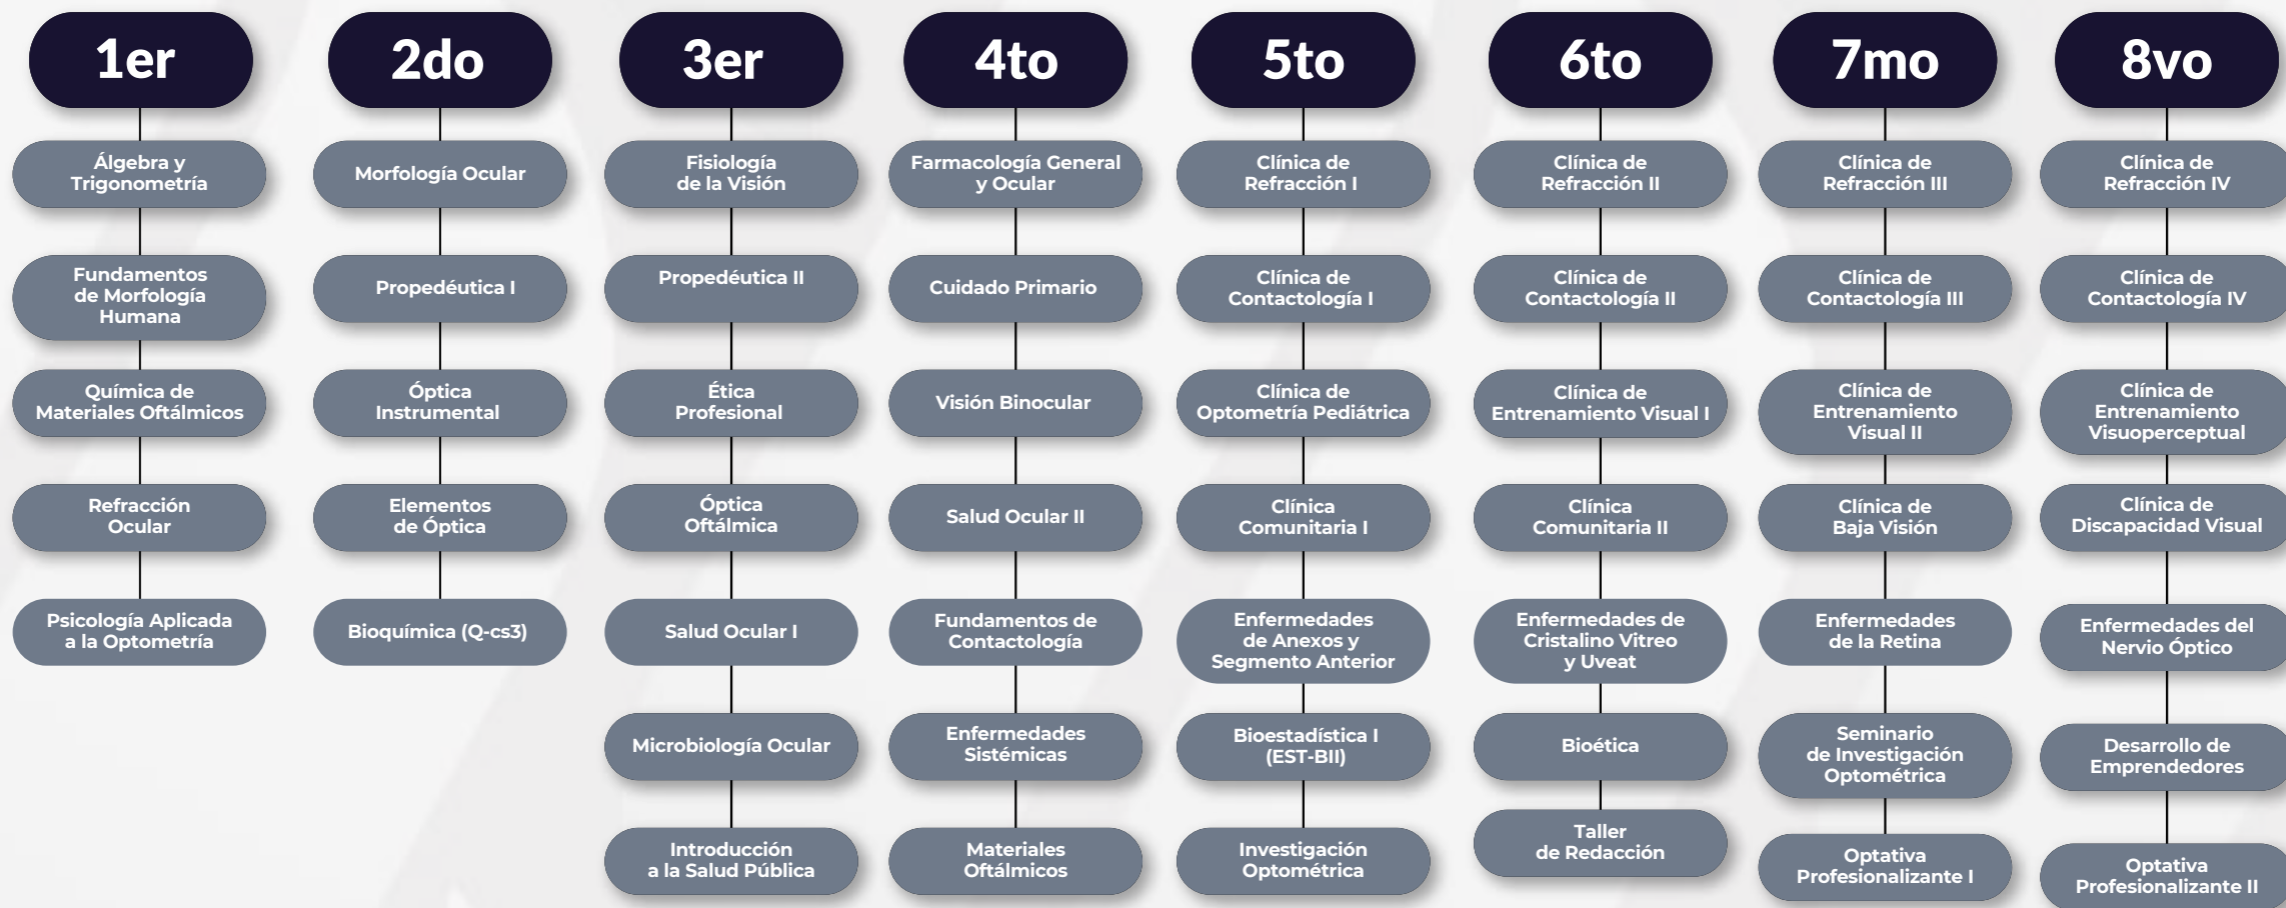 1er
Álgebra y
Trigonometría
Fundamentos
de Morfología
Humana
Química de
Materiales Oftálmicos
Refracción
Ocular
Psicología Aplicada
a la Optometría
2do
Morfología Ocular
Propedéutica I
Óptica
Instrumental
Elementos
de Óptica
Bioquímica (Q-cs3)
3er
Fisiología
de la Visión
Propedéutica II
Ética
Profesional
Óptica
Oftálmica
Salud Ocular I
Microbiología Ocular
Introducción
a la Salud Pública
4to
Farmacología General
y Ocular
Cuidado Primario
Visión Binocular
Salud Ocular II
Fundamentos de
Contactología
Enfermedades
Sistémicas
Materiales
Oftálmicos
5to
Clínica de
Refracción I
Clínica de
Contactología I
Clínica de
Optometría Pediátrica
Clínica
Comunitaria I
Enfermedades
de Anexos y
Segmento Anterior
Bioestadística I
(EST-BII)
Investigación
Optométrica
6to
Clínica de
Refracción II
Clínica de
Contactología II
Clínica de
Entrenamiento Visual I
Clínica
Comunitaria II
Enfermedades de
Cristalino Vitreo
y Uveat
Bioética
Taller
de Redacción
7mo
Clínica de
Refracción III
Clínica de
Contactología III
Clínica de
Entrenamiento
Visual II
Clínica de
Baja Visión
Enfermedades
de la Retina
Seminario
de Investigación
Optométrica
Optativa
Profesionalizante I
8vo
Clínica de
Refracción IV
Clínica de
Contactología IV
Clínica de
Entrenamiento
Visuoperceptual
Clínica de
Discapacidad Visual
Enfermedades del
Nervio Óptico
Desarrollo de
Emprendedores
Optativa
Profesionalizante II